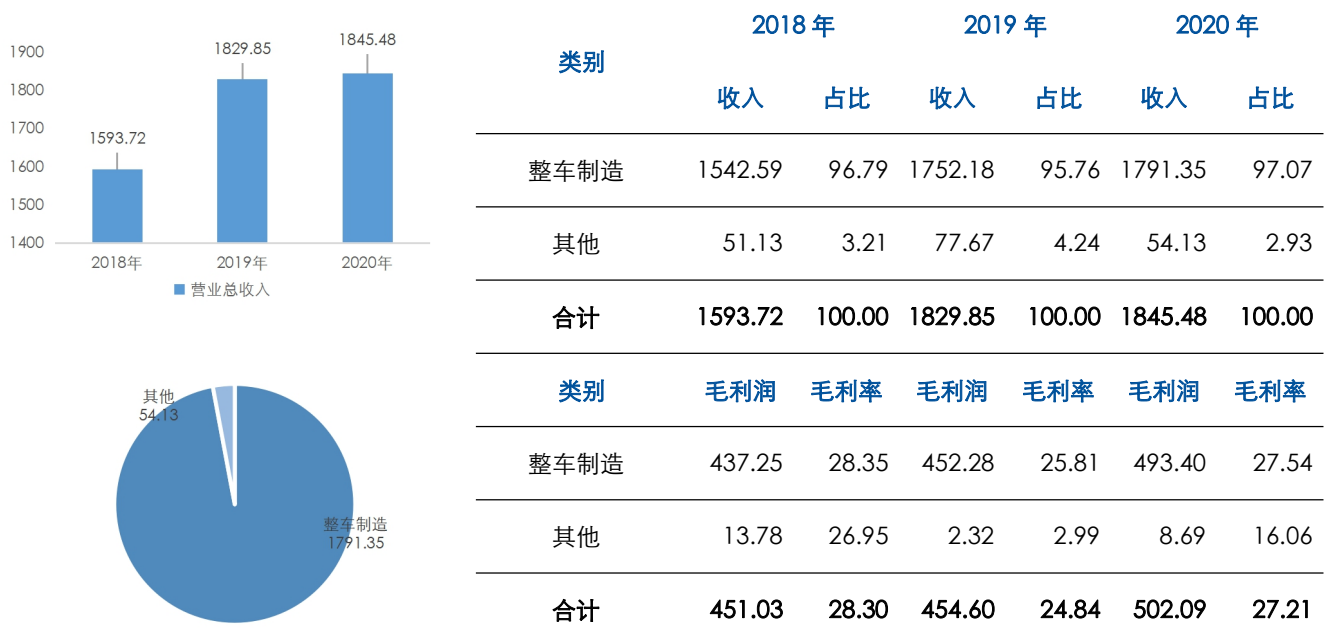 1900
1800
1700
1600
1500
1400
1593.72
1829.85
1845.48
2018年
2019年
2020年
营业总收入
其他
54.13
整车制造
1791.35
类别 2018 年 2019 年 2020 年
收入 占比 收入 占比 收入 占比
整车制造 1542.59 96.79 1752.18 95.76 1791.35 97.07
其他 51.13 3.21 77.67 4.24 54.13 2.93
合计 1593.72 100.00 1829.85 100.00 1845.48 100.00
类别 毛利润 毛利率 毛利润 毛利率 毛利润 毛利率
整车制造 437.25 28.35 452.28 25.81 493.40 27.54
其他 13.78 26.95 2.32 2.99 8.69 16.06
合计 451.03 28.30 454.60 24.84 502.09 27.21